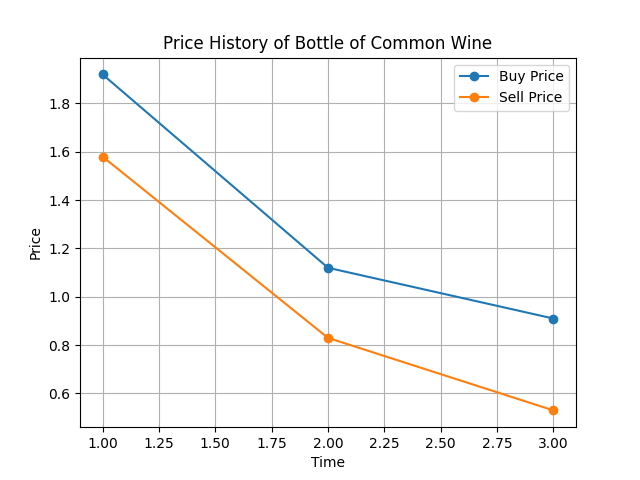 Price History of Bottle of Common Wine
Buy Price
Sell Price
Price
1.8
1.6
1.4
1.2
1.0
0.8
0.6
1.00 1.25 1.50 1.75 2.00 2.25 2.50 2.75 3.00
Time